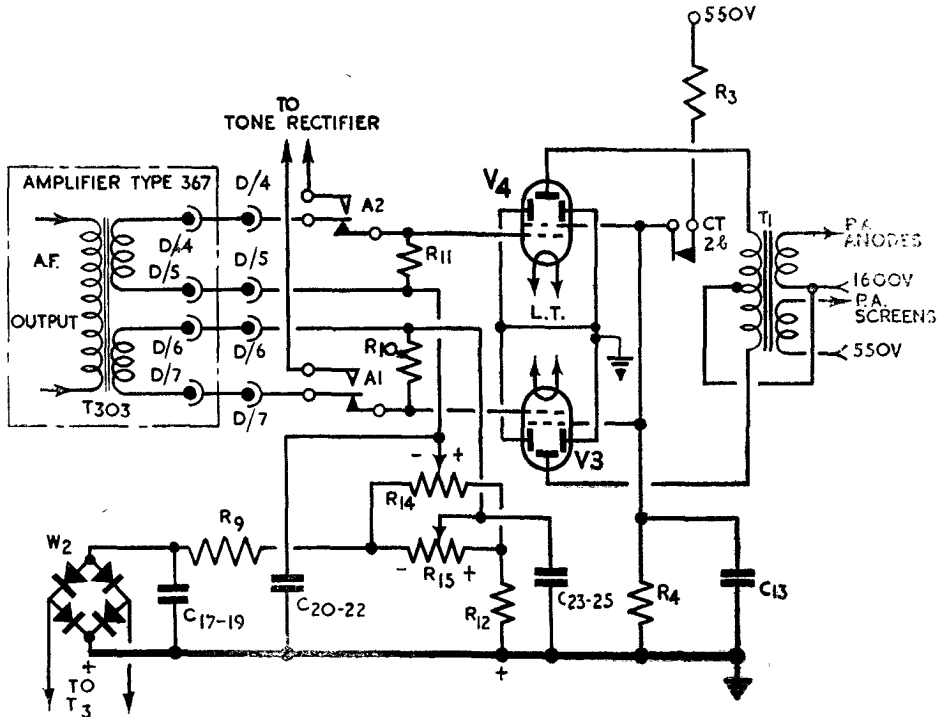 550V
R3
TO
TONE RECTIFIER
AMPLIFIER TYPE 367
D/4
A2
V4
CT
2b
T1
P.A.
ANODES
D/4
R11
A.F.
D/5
D/5
1600V
L.T.
P.A.
SCREENS
OUTPUT
D/6
D/6
R10
550V
D/7
A1
T303
D/7
V3
- +
R14
R9
W2
- R15 +
C17-19
C20-22
R12
C23-25
R4
C13
+
TO
T3
+